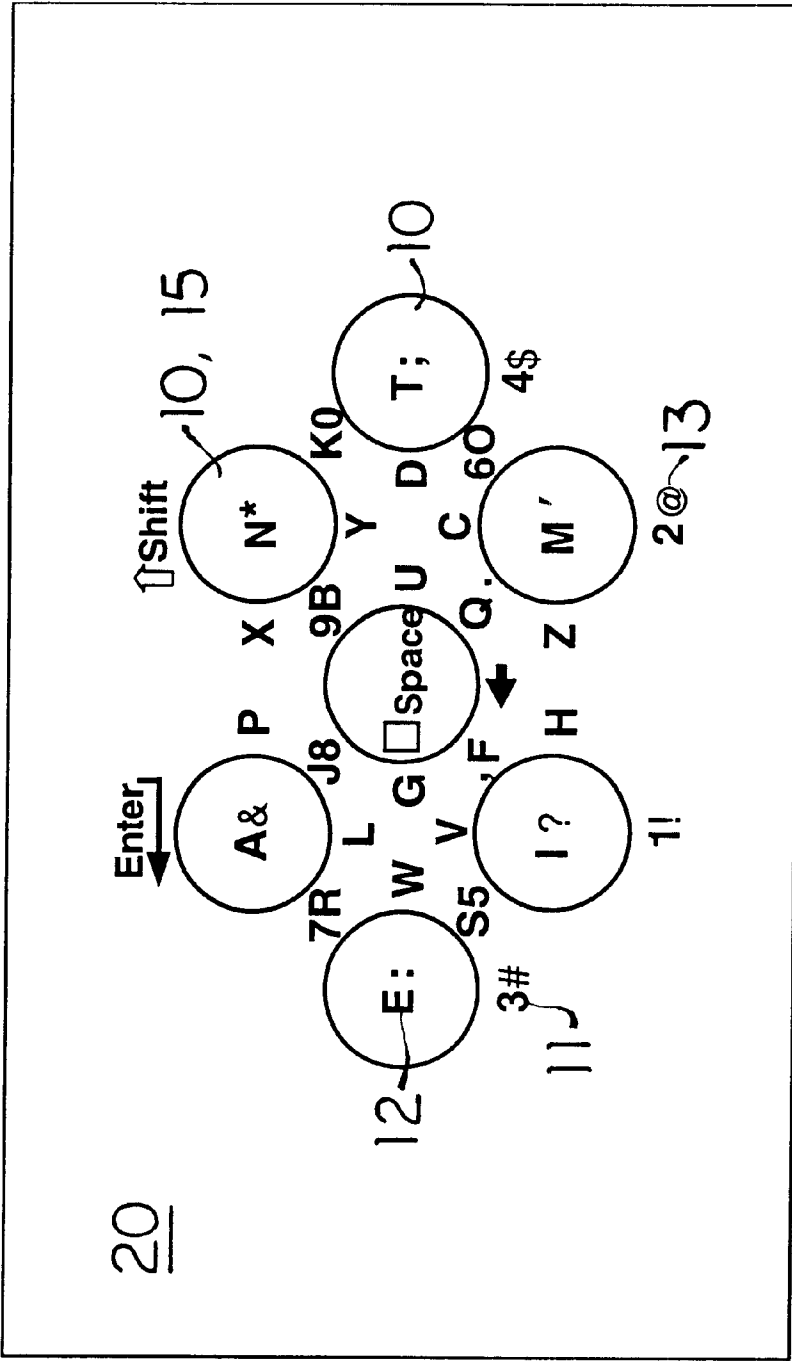 20
Enter
⇧Shift
10, 15
A& P X N*
7R J8 9B K0
L Y
12 E: W G Space U D T; 10
V C
S5 ,F Q. 6O
3# 4$
11 I? H Z M'
1! 2@ 13